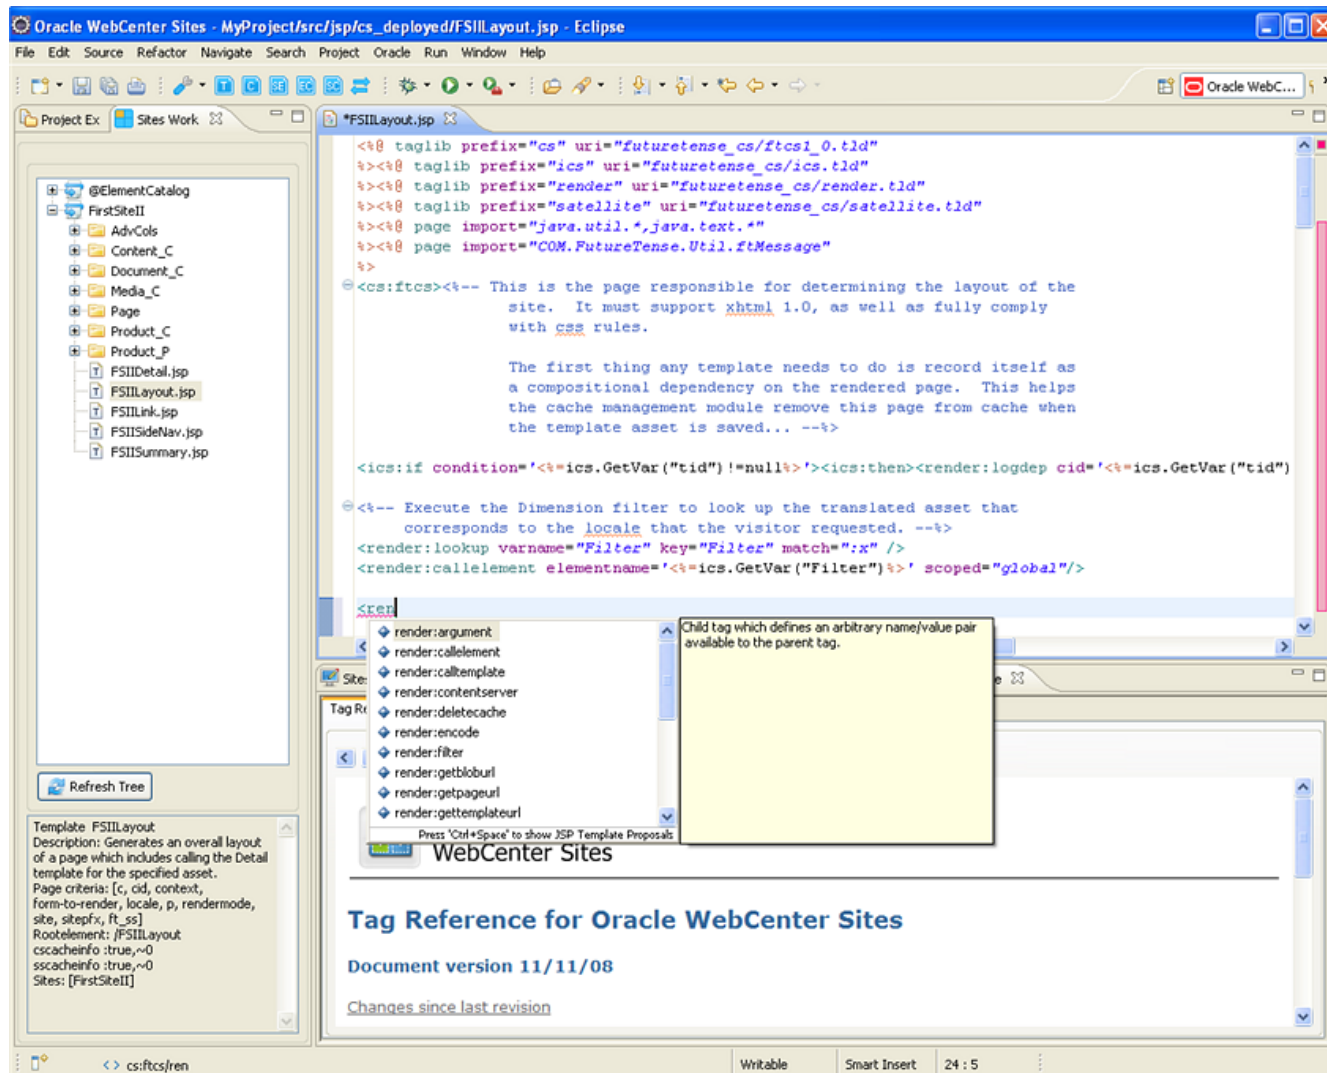 Oracle WebCenter Sites - MyProject/src/jsp/cs_deployed/FSIILayout.jsp - Eclipse
File Edit Source Refactor Navigate Search Project Oracle Run Window Help
Oracle WebC...
Project Ex
Sites Work
*FSIILayout.jsp
@ElementCatalog
FirstSiteII
AdvCols
Content_C
Document_C
Media_C
Page
Product_C
Product_P
FSIIDetail.jsp
FSIILayout.jsp
FSIILink.jsp
FSIISideNav.jsp
FSIISummary.jsp
Refresh Tree
Template FSIILayout
Description: Generates an overall layout
of a page which includes calling the Detail
template for the specified asset.
Page criteria: [c, cid, context,
form-to-render, locale, p, rendermode,
site, sitepfx, ft_ss]
Rootelement: /FSIILayout
cscacheinfo :true,~0
sscacheinfo :true,~0
Sites: [FirstSiteII]
<%@ taglib prefix="cs" uri="futuretense_cs/ftcs1_0.tld"
%><%@ taglib prefix="ics" uri="futuretense_cs/ics.tld"
%><%@ taglib prefix="render" uri="futuretense_cs/render.tld"
%><%@ taglib prefix="satellite" uri="futuretense_cs/satellite.tld"
%><%@ page import="java.util.*,java.text.*"
%><%@ page import="COM.FutureTense.Util.ftMessage"
%>
<cs:ftcs><%-- This is the page responsible for determining the layout of the
site. It must support xhtml 1.0, as well as fully comply
with css rules.
The first thing any template needs to do is record itself as
a compositional dependency on the rendered page. This helps
the cache management module remove this page from cache when
the template asset is saved... --%>
<ics:if condition='<%=ics.GetVar("tid")!=null%>'><ics:then><render:logdep cid='<%=ics.GetVar("tid")
<%-- Execute the Dimension filter to look up the translated asset that
corresponds to the locale that the visitor requested. --%>
<render:lookup varname="Filter" key="Filter" match=":x" />
<render:callelement elementname='<%=ics.GetVar("Filter")%>' scoped="global"/>
<ren
render:argument
render:callelement
render:calltemplate
render:contentserver
render:deletecache
render:encode
render:filter
render:getbloburl
render:getpageurl
render:gettemplateurl
Press 'Ctrl+Space' to show JSP Template Proposals
Child tag which defines an arbitrary name/value pair
available to the parent tag.
Site
Tag Re
WebCenter Sites
Tag Reference for Oracle WebCenter Sites
Document version 11/11/08
Changes since last revision
cs:ftcs/ren
Writable
Smart Insert
24 : 5